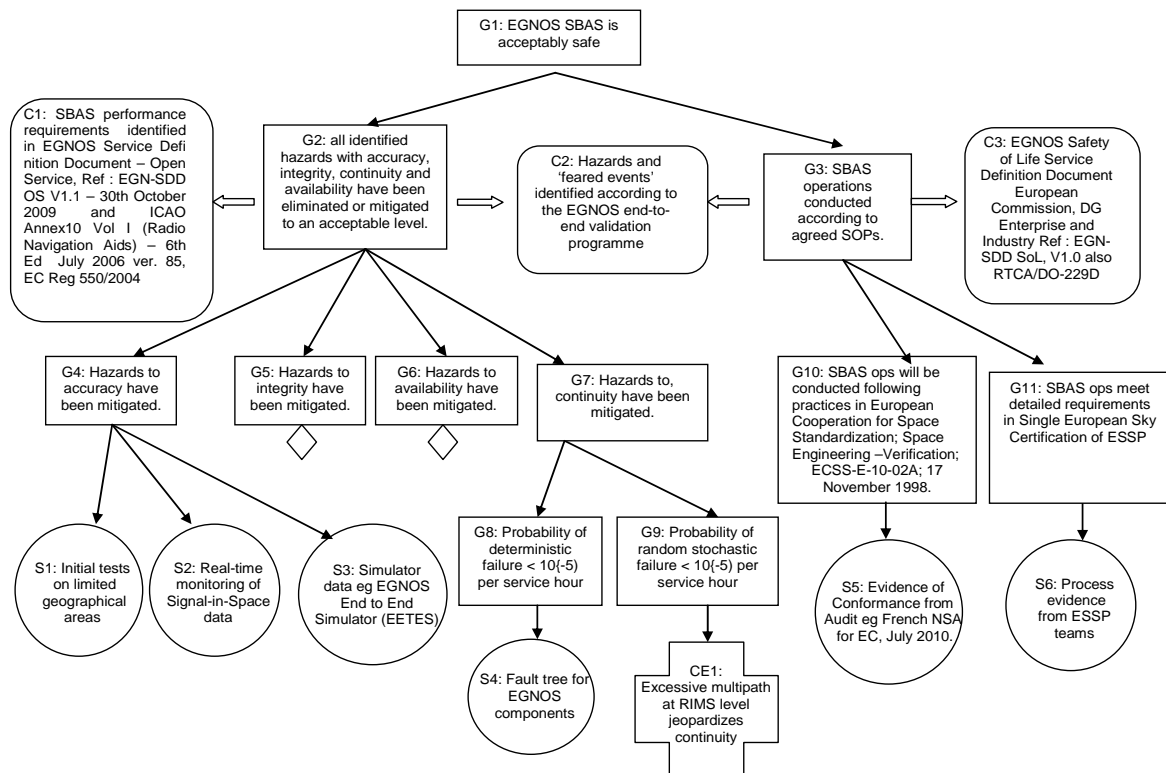 G1: EGNOS SBAS is
acceptably safe
C1: SBAS performance
requirements identified
in EGNOS Service Defi
nition Document – Open
Service, Ref : EGN-SDD
OS V1.1 – 30th October
2009 and ICAO
Annex10 Vol I (Radio
Navigation Aids) – 6th
Ed July 2006 ver. 85,
EC Reg 550/2004
G2: all identified
hazards with accuracy,
integrity, continuity and
availability have been
eliminated or mitigated
to an acceptable level.
C2: Hazards and
‘feared events’
identified according to
the EGNOS end-to-
end validation
programme
G3: SBAS
operations
conducted
according to
agreed SOPs.
C3: EGNOS Safety
of Life Service
Definition Document
European
Commission, DG
Enterprise and
Industry Ref : EGN-
SDD SoL, V1.0 also
RTCA/DO-229D
G4: Hazards to
accuracy have
been mitigated.
G5: Hazards to
integrity have
been mitigated.
G6: Hazards to
availability have
been mitigated.
G7: Hazards to,
continuity have been
mitigated.
G10: SBAS ops will be
conducted following
practices in European
Cooperation for Space
Standardization; Space
Engineering –Verification;
ECSS-E-10-02A; 17
November 1998.
G11: SBAS ops meet
detailed requirements
in Single European Sky
Certification of ESSP
S1: Initial tests
on limited
geographical
areas
S2: Real-time
monitoring of
Signal-in-Space
data
S3: Simulator
data eg EGNOS
End to End
Simulator (EETES)
G8: Probability of
deterministic
failure < 10{-5)
per service hour
G9: Probability of
random stochastic
failure < 10{-5) per
service hour
S5: Evidence of
Conformance from
Audit eg French NSA
for EC, July 2010.
S6: Process
evidence
from ESSP
teams
S4: Fault tree for
EGNOS
components
CE1:
Excessive multipath
at RIMS level
jeopardizes
continuity